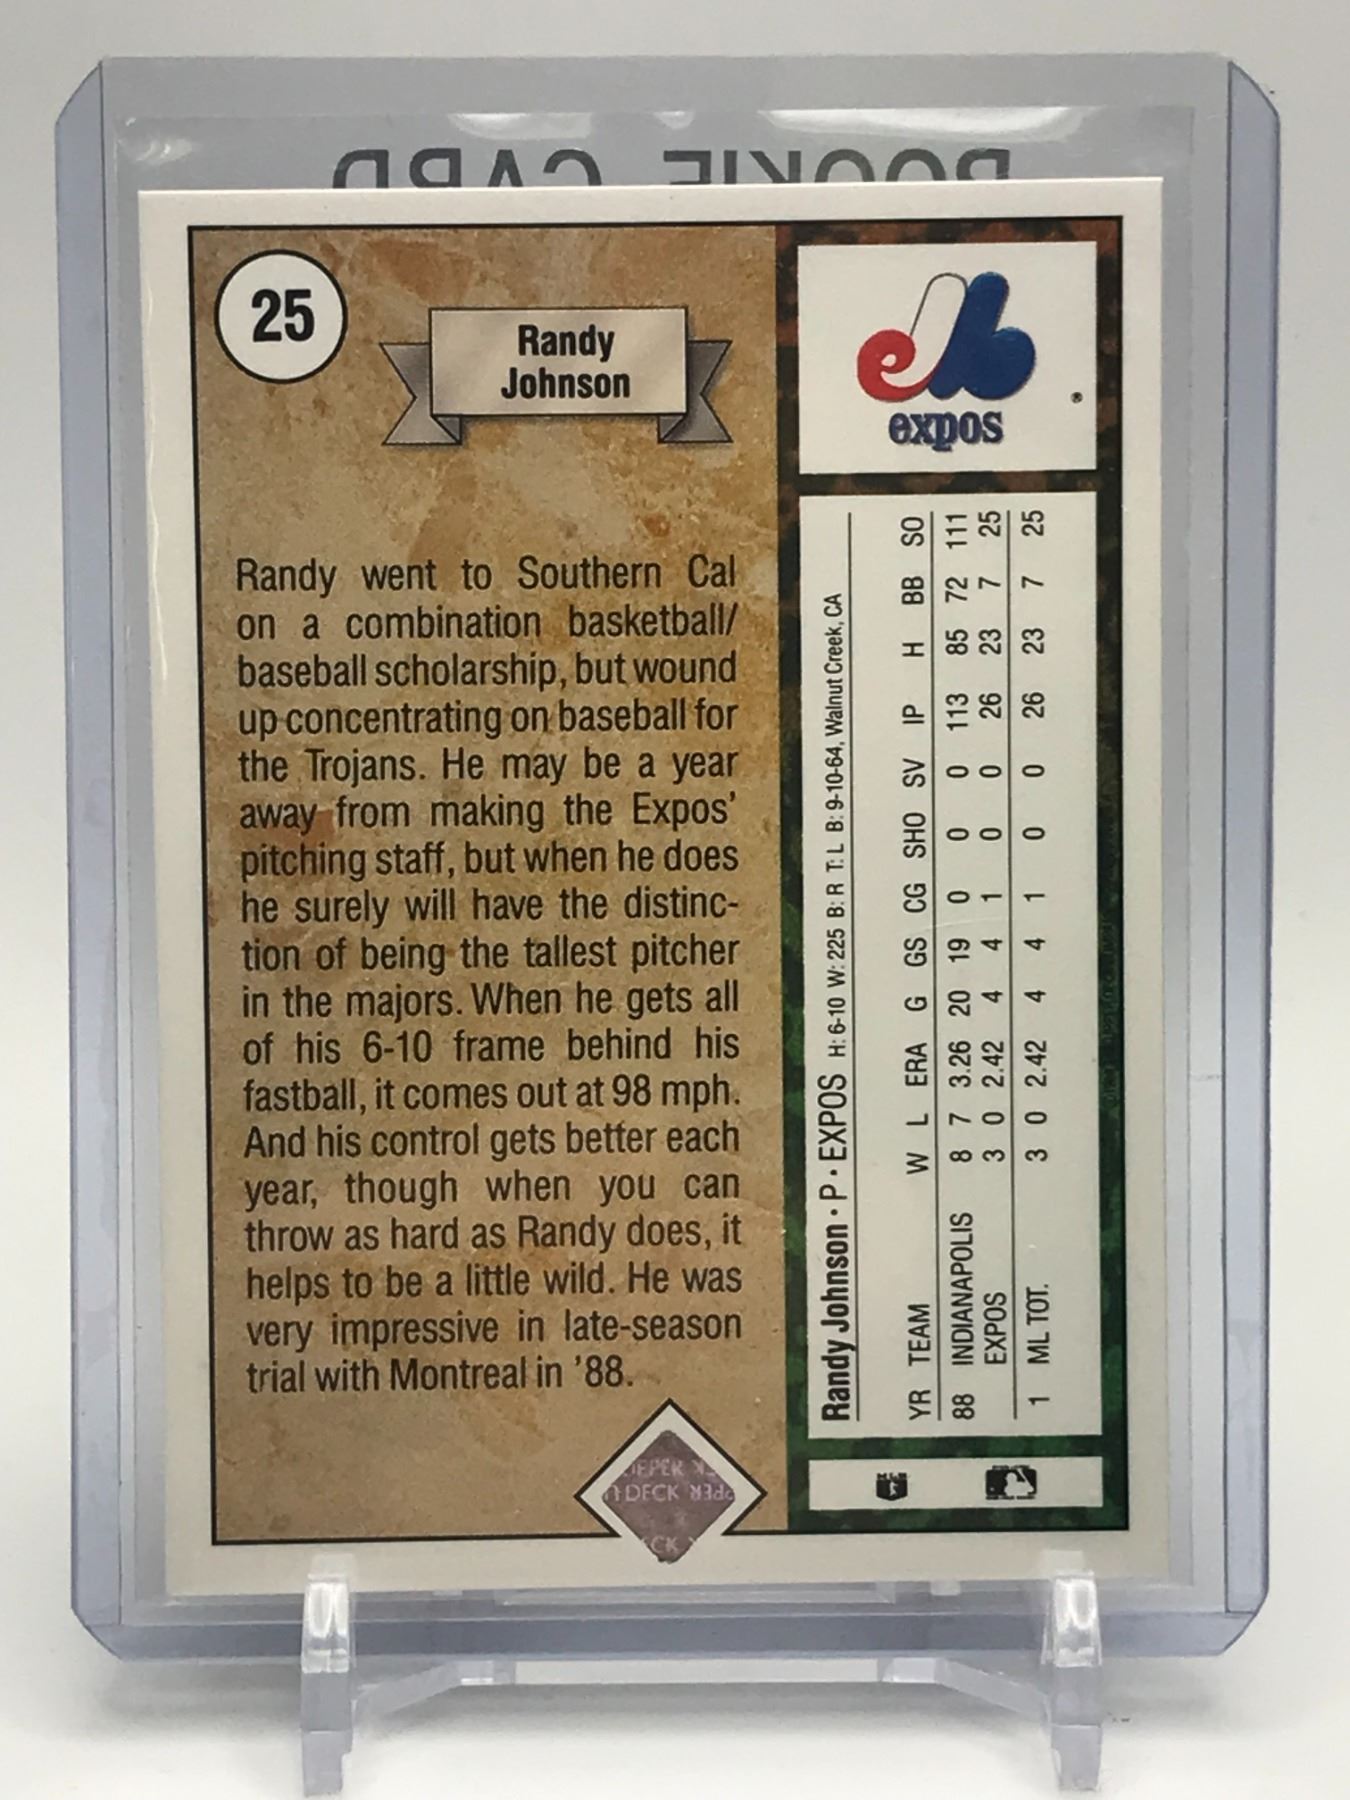 ROOKIE CARD
25
Randy
Johnson
Randy went to Southern Cal
on a combination basketball/
baseball scholarship, but wound
up concentrating on baseball for
the Trojans. He may be a year
away from making the Expos'
pitching staff, but when he does
he surely will have the distinc-
tion of being the tallest pitcher
in the majors. When he gets all
of his 6-10 frame behind his
fastball, it comes out at 98 mph.
And his control gets better each
year, though when you can
throw as hard as Randy does, it
helps to be a little wild. He was
very impressive in late-season
trial with Montreal in '88.
expos
Randy Johnson • P • EXPOS H: 6-10 W: 225 B: R T: L B: 9-10-64, Walnut Creek, CA
YR TEAM W L ERA G GS CG SHO SV IP H BB SO
88 INDIANAPOLIS 8 7 3.26 20 19 0 0 0 113 85 72 111
EXPOS 3 0 2.42 4 4 1 0 0 26 23 7 25
1 ML TOT. 3 0 2.42 4 4 1 0 0 26 23 7 25
UPPER
DECK